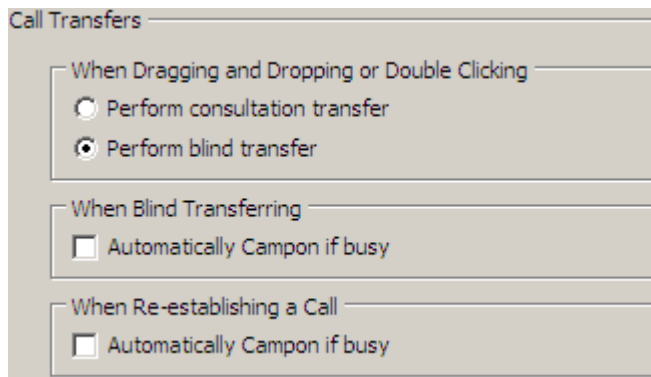 Call Transfers
When Dragging and Dropping or Double Clicking
Perform consultation transfer
Perform blind transfer
When Blind Transferring
Automatically Campon if busy
When Re-establishing a Call
Automatically Campon if busy